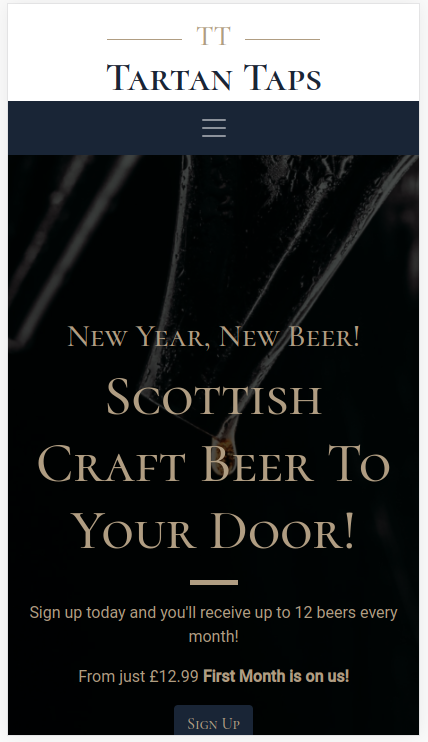 TT
Tartan Taps
New Year, New Beer!
Scottish
Craft Beer To
Your Door!
Sign up today and you'll receive up to 12 beers every
month!
From just £12.99 First Month is on us!
Sign Up